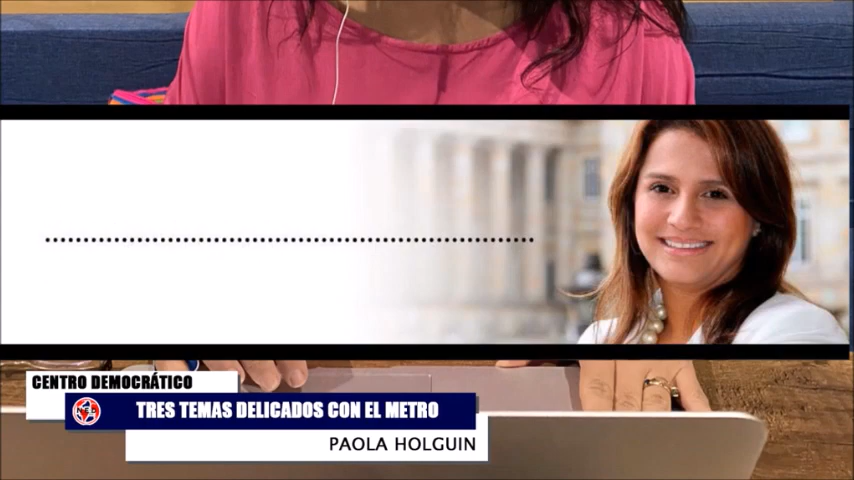 CENTRO DEMOCRÁTICO
TRES TEMAS DELICADOS CON EL METRO
PAOLA HOLGUIN